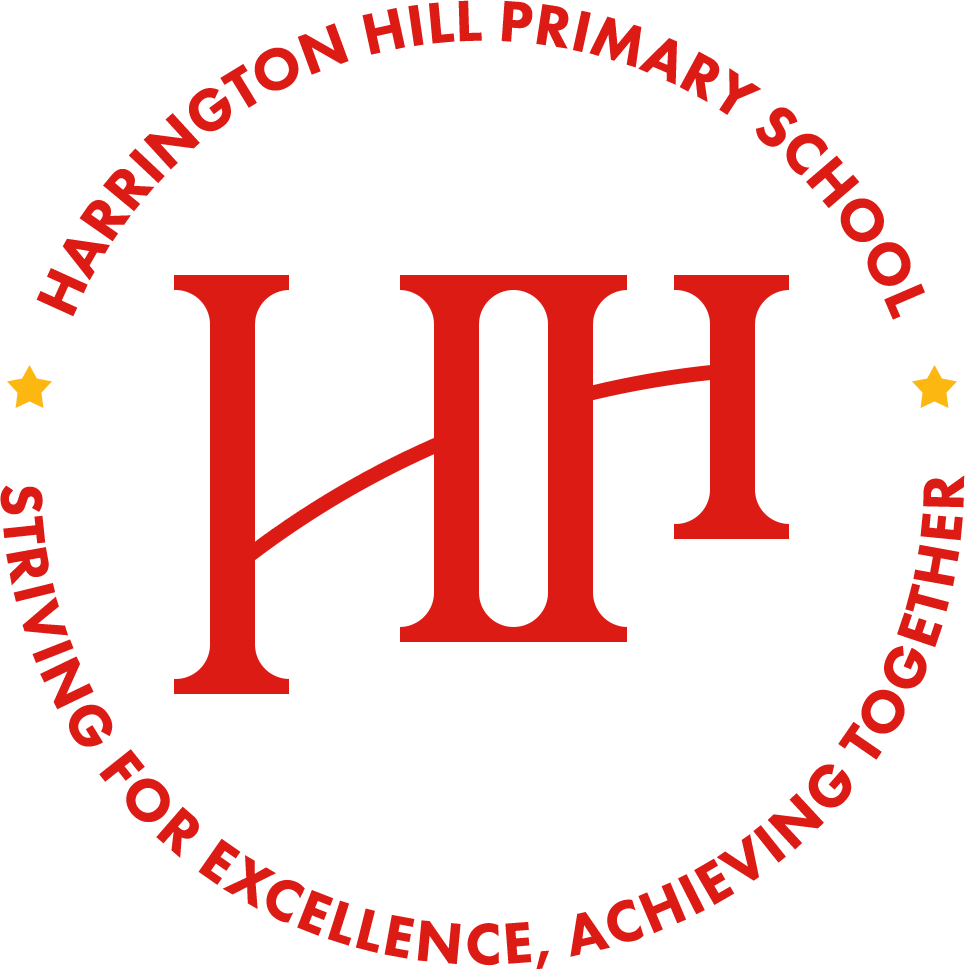 HARRINGTON HILL PRIMARY SCHOOL
HH
STRIVING FOR EXCELLENCE, ACHIEVING TOGETHER